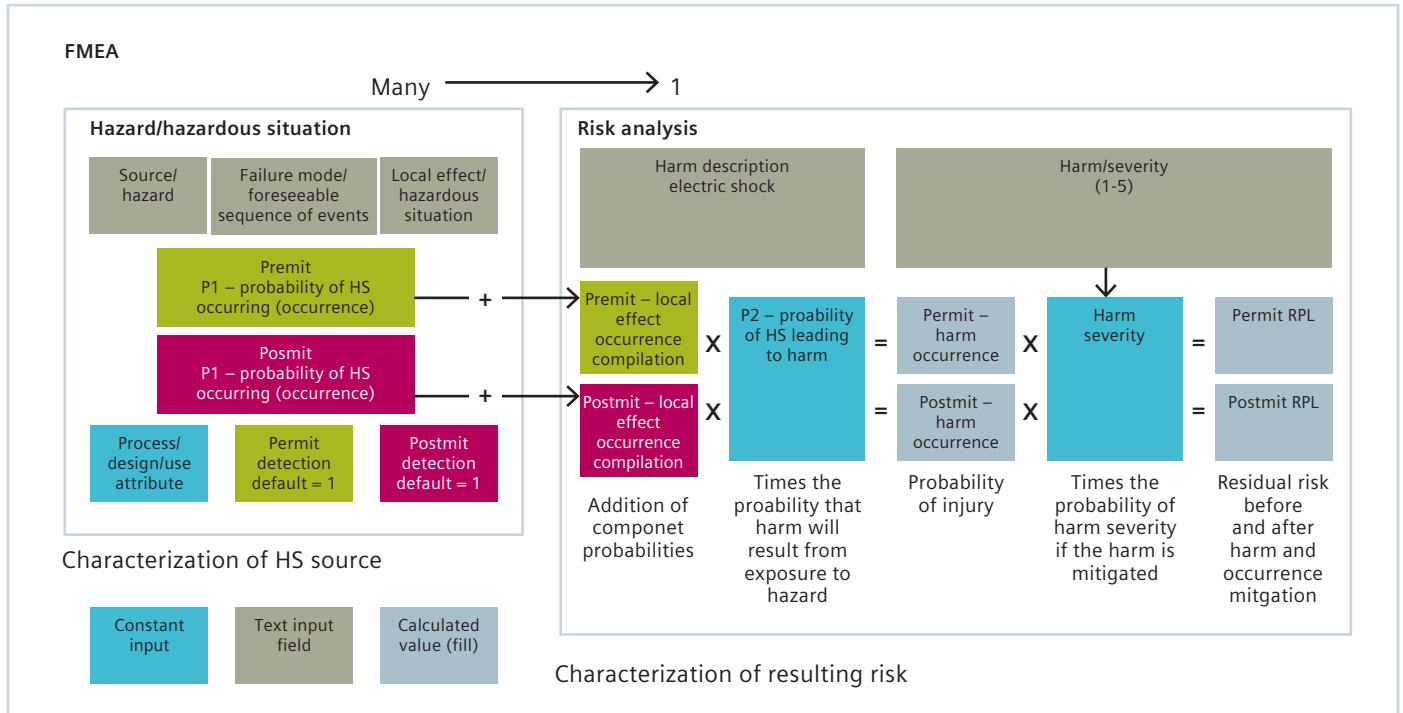 FMEA
Many
1
Hazard/hazardous situation
Source/
hazard
Failure mode/
foreseeable
sequence of events
Local effect/
hazardous
situation
Premit
P1 – probability of HS
occurring (occurrence)
+
Posmit
P1 – probability of HS
occurring (occurrence)
+
Process/
design/use
attribute
Permit
detection
default = 1
Postmit
detection
default = 1
Characterization of HS source
Constant
input
Text input
field
Calculated
value (fill)
Risk analysis
Harm description
electric shock
Harm/severity
(1-5)
Premit – local
effect
occurrence
compilation
X
P2 – proability
of HS leading
to harm
=
Permit –
harm
occurrence
X
Harm
severity
=
Permit RPL
Postmit – local
effect
occurrence
compilation
X
=
Postmit –
harm
occurrence
X
=
Postmit RPL
Addition of
componet
probabilities
Times the
proability that
harm will
result from
exposure to
hazard
Probability
of injury
Times the
probability of
harm severity
if the harm is
mitigated
Residual risk
before
and after
harm and
occurrence
mitgation
Characterization of resulting risk